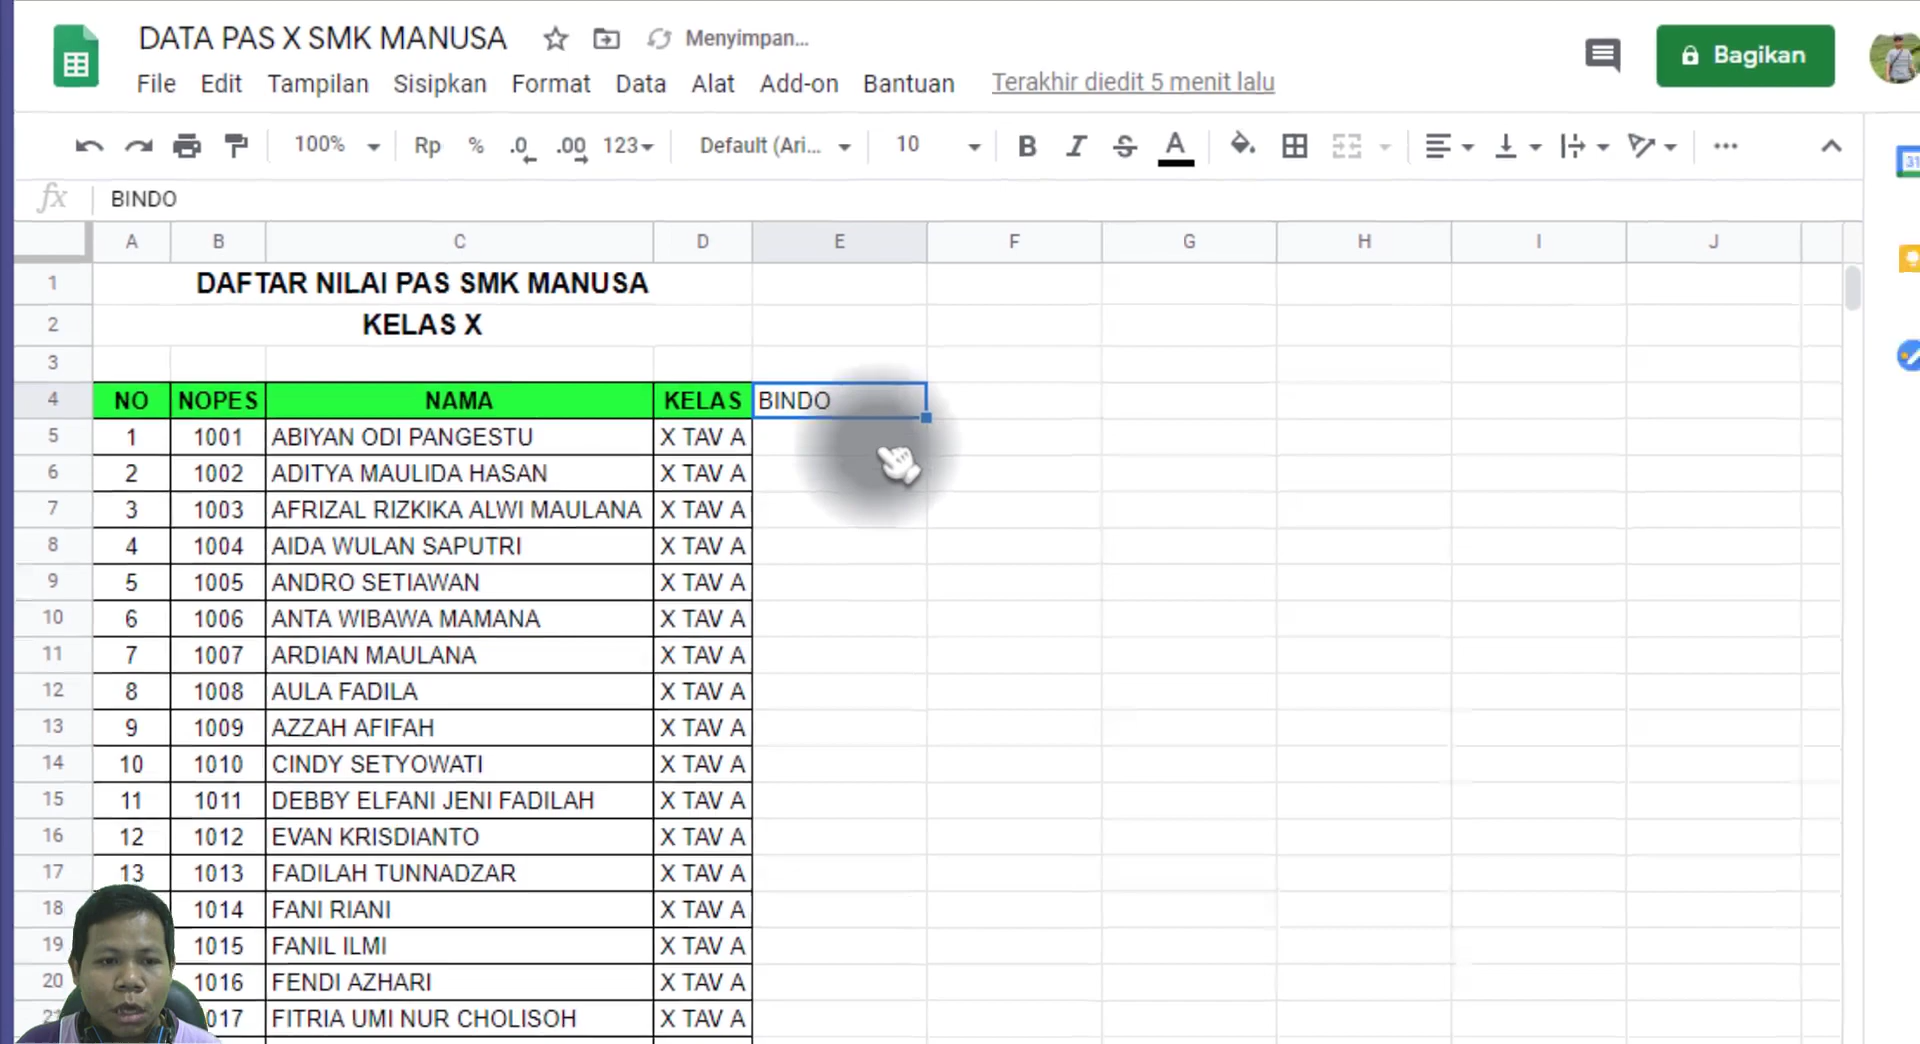 DATA PAS X SMK MANUSA Menyimpan...
File Edit Tampilan Sisipkan Format Data Alat Add-on Bantuan Terakhir diedit 5 menit lalu
Bagikan
100% Rp % .0 .00 123 Default (Ari... 10 B I S A ...
31
fx BINDO
A B C D E F G H I J
1 DAFTAR NILAI PAS SMK MANUSA
2 KELAS X
3
4 NO NOPES NAMA KELAS BINDO
5 1 1001 ABIYAN ODI PANGESTU X TAV A
6 2 1002 ADITYA MAULIDA HASAN X TAV A
7 3 1003 AFRIZAL RIZKIKA ALWI MAULANA X TAV A
8 4 1004 AIDA WULAN SAPUTRI X TAV A
9 5 1005 ANDRO SETIAWAN X TAV A
10 6 1006 ANTA WIBAWA MAMANA X TAV A
11 7 1007 ARDIAN MAULANA X TAV A
12 8 1008 AULA FADILA X TAV A
13 9 1009 AZZAH AFIFAH X TAV A
14 10 1010 CINDY SETYOWATI X TAV A
15 11 1011 DEBBY ELFANI JENI FADILAH X TAV A
16 12 1012 EVAN KRISDIANTO X TAV A
17 13 1013 FADILAH TUNNADZAR X TAV A
18 1014 FANI RIANI X TAV A
19 1015 FANIL ILMI X TAV A
20 1016 FENDI AZHARI X TAV A
017 FITRIA UMI NUR CHOLISOH X TAV A